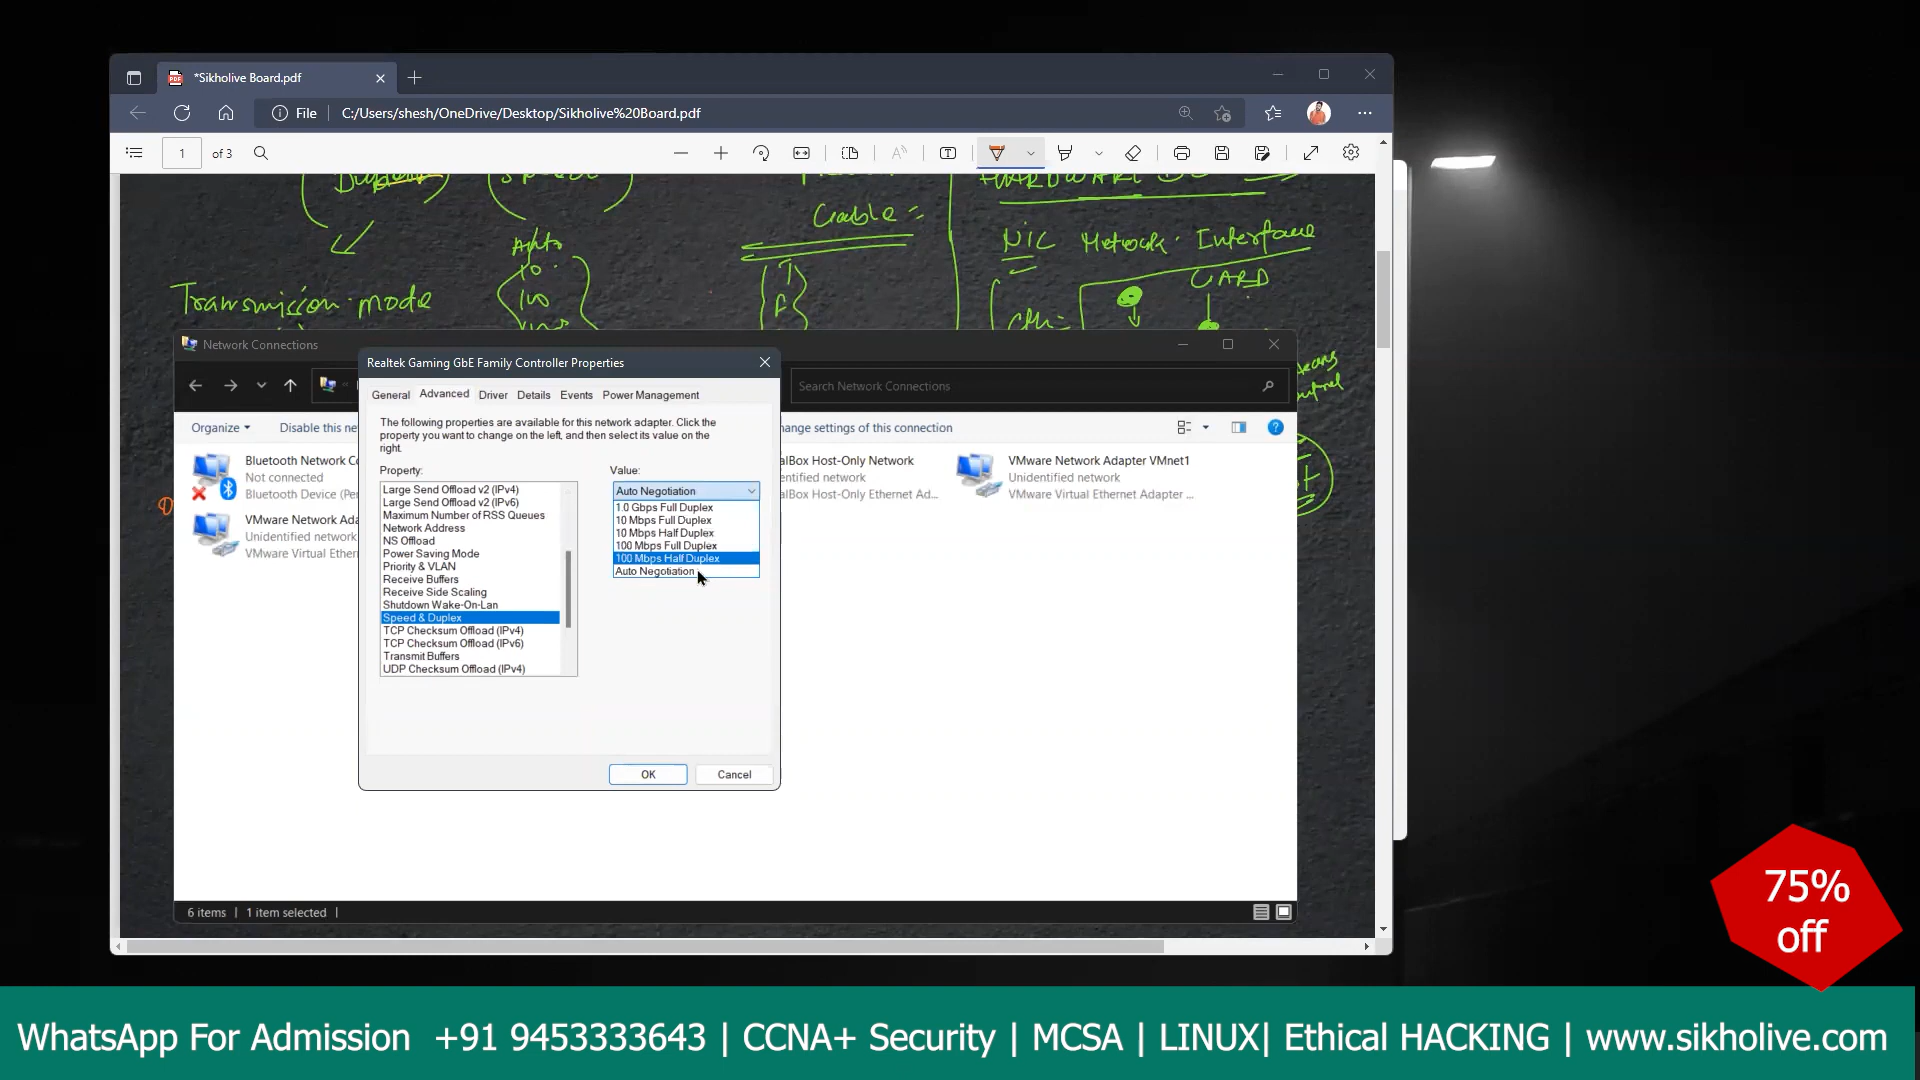 *Sikholive Board.pdf
File
C:/Users/shesh/OneDrive/Desktop/Sikholive%20Board.pdf
1 of 3
Duplex
Speed
Cable
HARDWARE
NIC Network Interface
CARD
Auto
10
100
Transmission mode
Network Connections
Search Network Connections
Organize
Disable this ne
ange settings of this connection
Bluetooth Network Co
Not connected
Bluetooth Device (Per
VMware Network Ada
Unidentified network
VMware Virtual Ether
alBox Host-Only Network
entified network
alBox Host-Only Ethernet Ad...
VMware Network Adapter VMnet1
Unidentified network
VMware Virtual Ethernet Adapter ...
Realtek Gaming GbE Family Controller Properties
General Advanced Driver Details Events Power Management
The following properties are available for this network adapter. Click the
property you want to change on the left, and then select its value on the
right.
Property:
Large Send Offload v2 (IPv4)
Large Send Offload v2 (IPv6)
Maximum Number of RSS Queues
Network Address
NS Offload
Power Saving Mode
Priority & VLAN
Receive Buffers
Receive Side Scaling
Shutdown Wake-On-Lan
Speed & Duplex
TCP Checksum Offload (IPv4)
TCP Checksum Offload (IPv6)
Transmit Buffers
UDP Checksum Offload (IPv4)
Value:
Auto Negotiation
1.0 Gbps Full Duplex
10 Mbps Full Duplex
10 Mbps Half Duplex
100 Mbps Full Duplex
100 Mbps Half Duplex
Auto Negotiation
OK Cancel
6 items 1 item selected
75%
off
WhatsApp For Admission +91 9453333643 | CCNA+ Security | MCSA | LINUX| Ethical HACKING | www.sikholive.com